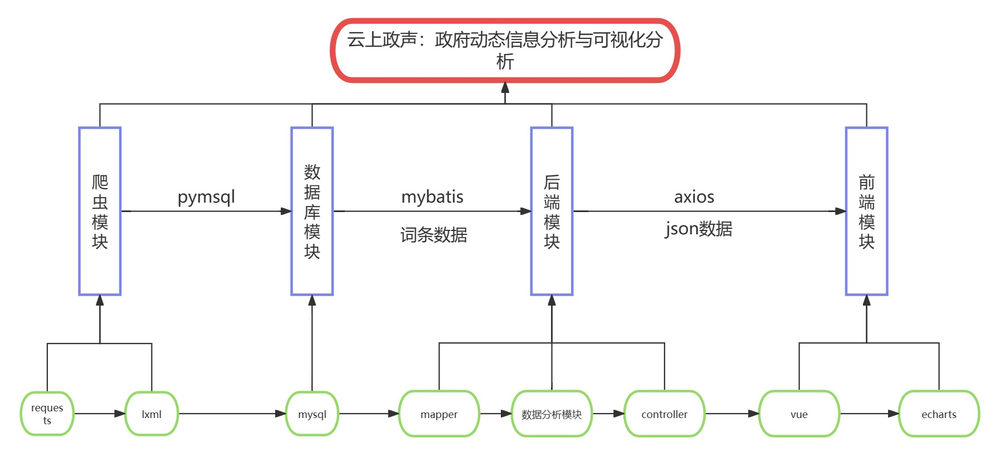 云上政声：政府动态信息分析与可视化分
析
爬
虫
模
块
pymsql
数
据
库
模
块
mybatis
词条数据
后
端
模
块
axios
json数据
前
端
模
块
reques
ts
lxml
mysql
mapper
数据分析模块
controller
vue
echarts